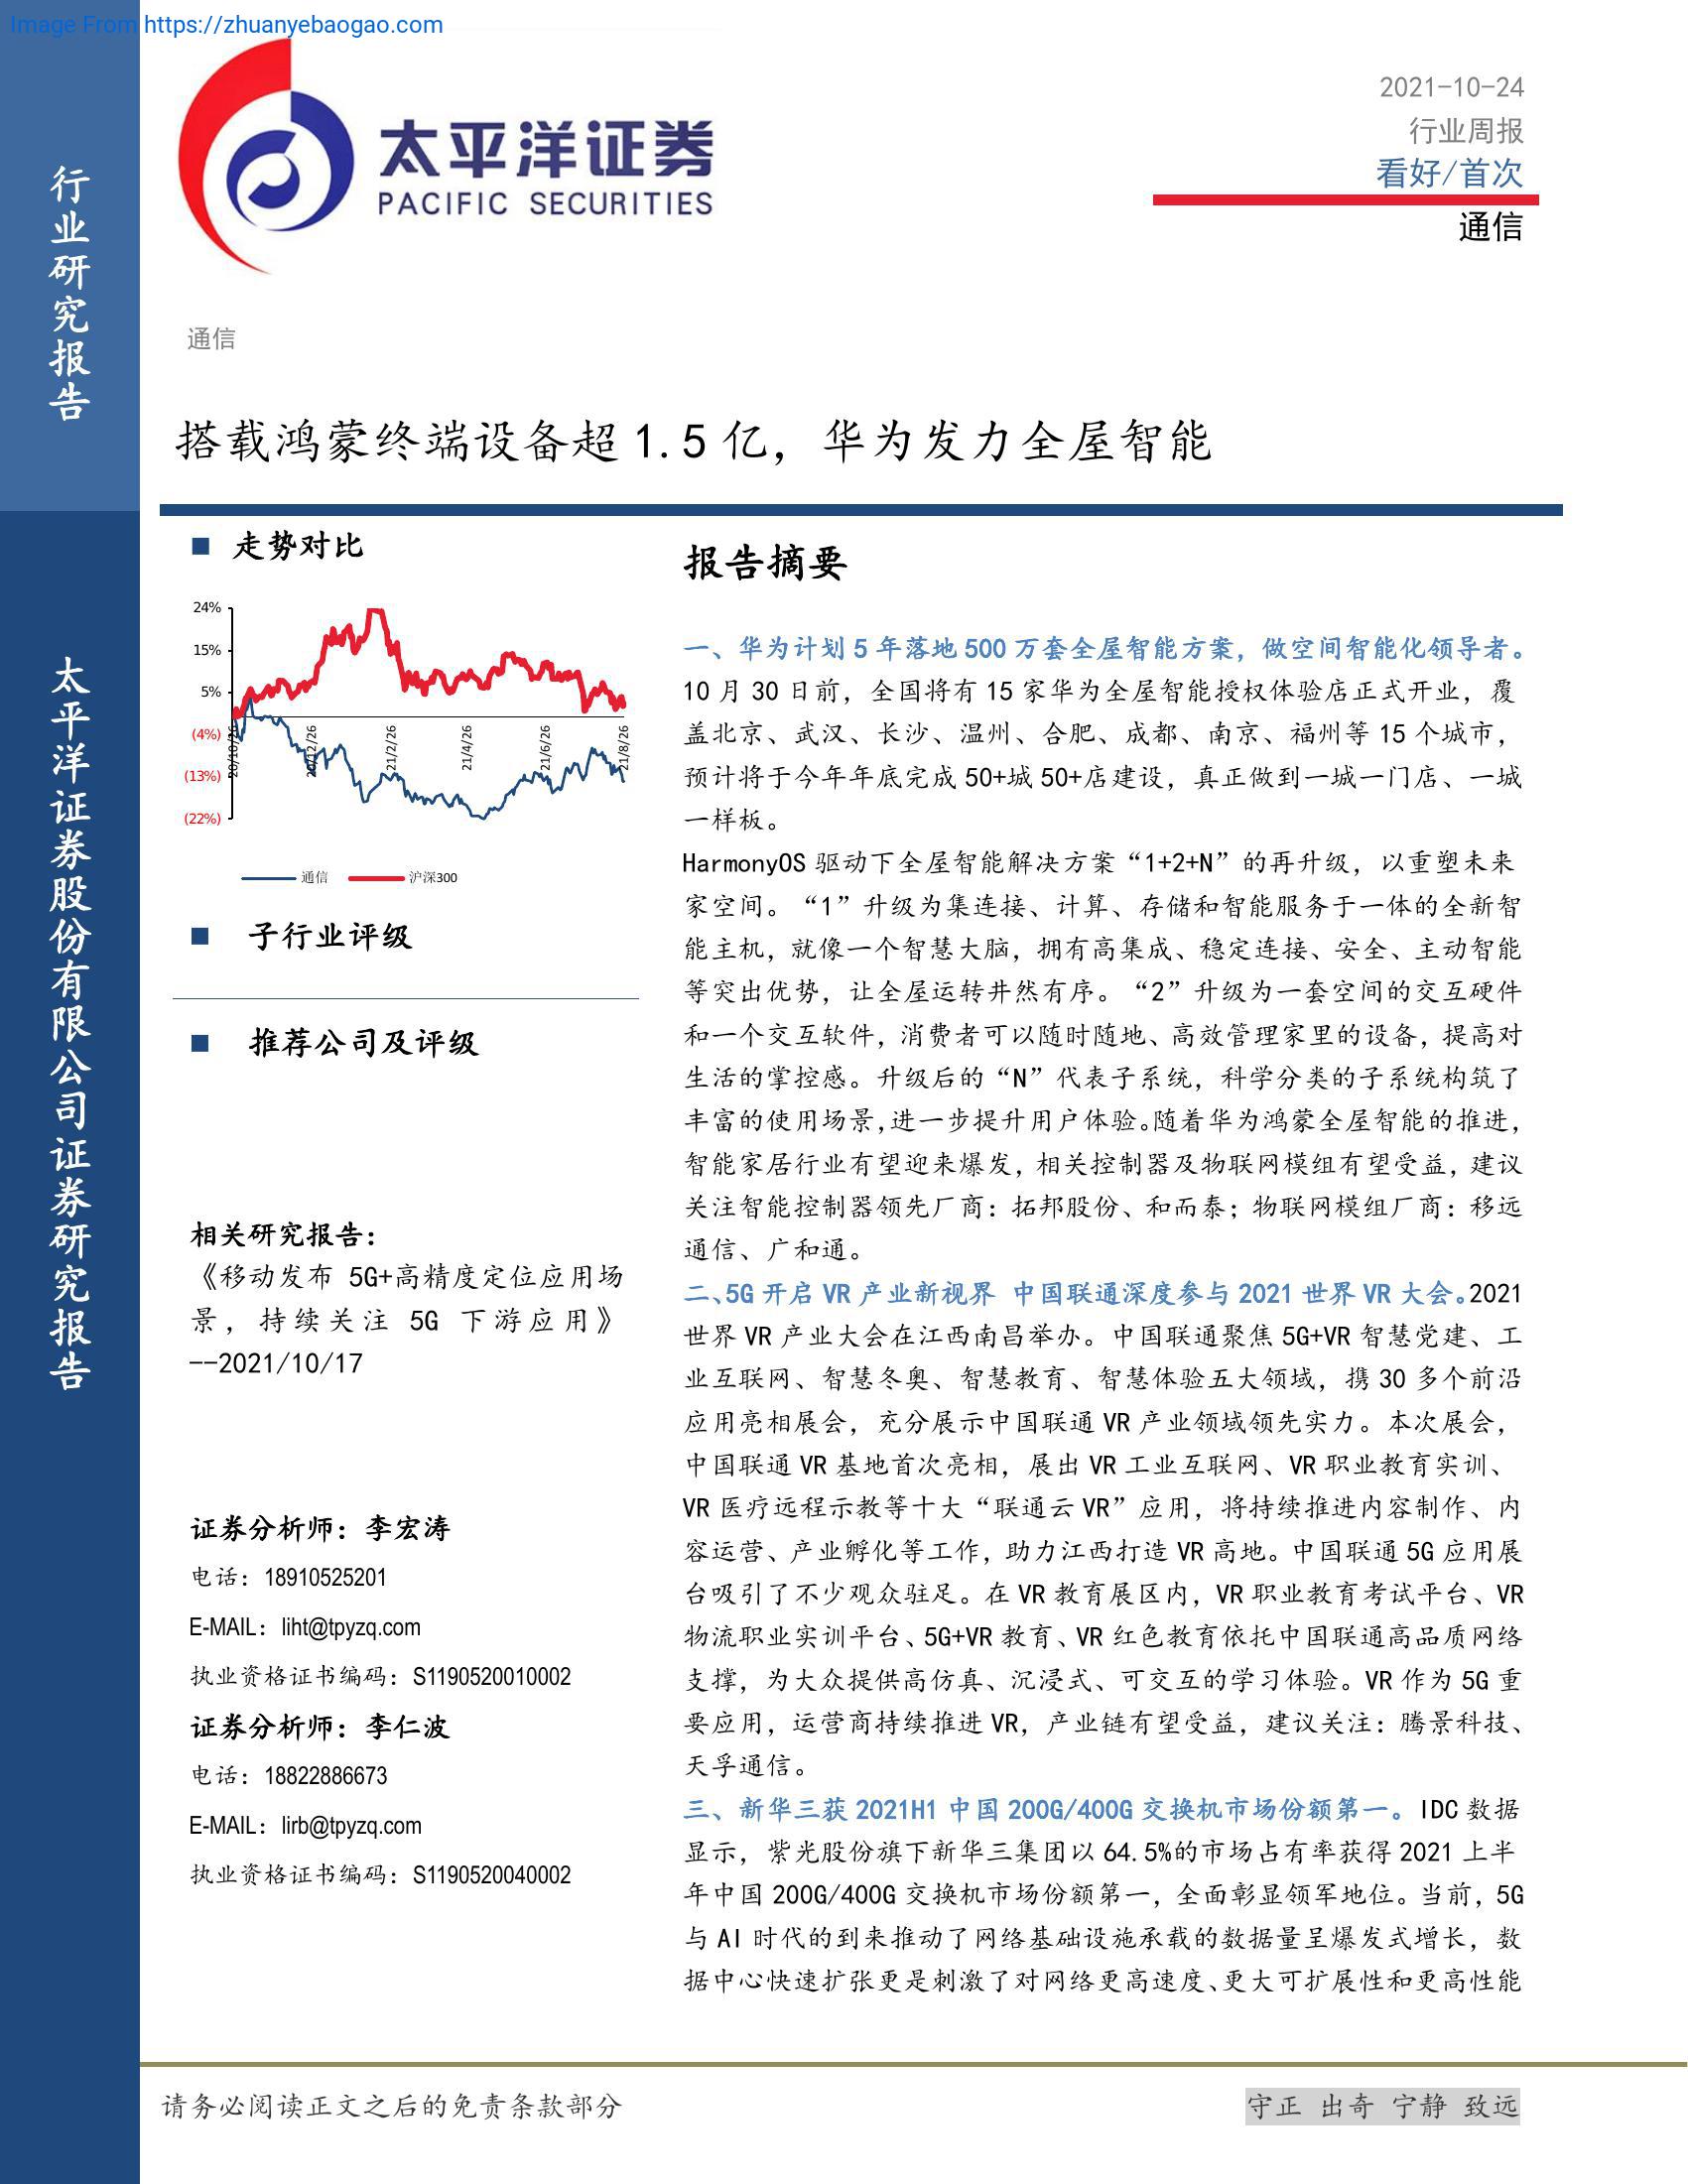 Image From https://zhuanyebaogao.com
行业研究报告
太平洋证券股份有限公司证券研究报告
太平洋证券
PACIFIC SECURITIES
2021-10-24
行业周报
看好/首次
通信
通信
搭载鸿蒙终端设备超 1.5 亿，华为发力全屋智能
■ 走势对比
24%
15%
5%
(4%)
(13%)
(22%)
20/10/26
20/12/26
21/2/26
21/4/26
21/6/26
21/8/26
通信 沪深300
■ 子行业评级
■ 推荐公司及评级
相关研究报告：
《移动发布 5G+高精度定位应用场
景，持续关注 5G 下游应用》
--2021/10/17
证券分析师：李宏涛
电话：18910525201
E-MAIL：liht@tpyzq.com
执业资格证书编码：S1190520010002
证券分析师：李仁波
电话：18822886673
E-MAIL：lirb@tpyzq.com
执业资格证书编码：S1190520040002
报告摘要
一、华为计划 5 年落地 500 万套全屋智能方案，做空间智能化领导者。
10 月 30 日前，全国将有 15 家华为全屋智能授权体验店正式开业，覆
盖北京、武汉、长沙、温州、合肥、成都、南京、福州等 15 个城市，
预计将于今年年底完成 50+城 50+店建设，真正做到一城一门店、一城
一样板。
HarmonyOS 驱动下全屋智能解决方案“1+2+N”的再升级，以重塑未来
家空间。“1”升级为集连接、计算、存储和智能服务于一体的全新智
能主机，就像一个智慧大脑，拥有高集成、稳定连接、安全、主动智能
等突出优势，让全屋运转井然有序。“2”升级为一套空间的交互硬件
和一个交互软件，消费者可以随时随地、高效管理家里的设备，提高对
生活的掌控感。升级后的“N”代表子系统，科学分类的子系统构筑了
丰富的使用场景，进一步提升用户体验。随着华为鸿蒙全屋智能的推进，
智能家居行业有望迎来爆发，相关控制器及物联网模组有望受益，建议
关注智能控制器领先厂商：拓邦股份、和而泰；物联网模组厂商：移远
通信、广和通。
二、5G 开启 VR 产业新视界 中国联通深度参与 2021 世界 VR 大会。2021
世界 VR 产业大会在江西南昌举办。中国联通聚焦 5G+VR 智慧党建、工
业互联网、智慧冬奥、智慧教育、智慧体验五大领域，携 30 多个前沿
应用亮相展会，充分展示中国联通 VR 产业领域领先实力。本次展会，
中国联通 VR 基地首次亮相，展出 VR 工业互联网、VR 职业教育实训、
VR 医疗远程示教等十大“联通云 VR”应用，将持续推进内容制作、内
容运营、产业孵化等工作，助力江西打造 VR 高地。中国联通 5G 应用展
台吸引了不少观众驻足。在 VR 教育展区内，VR 职业教育考试平台、VR
物流职业实训平台、5G+VR 教育、VR 红色教育依托中国联通高品质网络
支撑，为大众提供高仿真、沉浸式、可交互的学习体验。VR 作为 5G 重
要应用，运营商持续推进 VR，产业链有望受益，建议关注：腾景科技、
天孚通信。
三、新华三获 2021H1 中国 200G/400G 交换机市场份额第一。IDC 数据
显示，紫光股份旗下新华三集团以 64.5%的市场占有率获得 2021 上半
年中国 200G/400G 交换机市场份额第一，全面彰显领军地位。当前，5G
与 AI 时代的到来推动了网络基础设施承载的数据量呈爆发式增长，数
据中心快速扩张更是刺激了对网络更高速度、更大可扩展性和更高性能
请务必阅读正文之后的免责条款部分
守正 出奇 宁静 致远